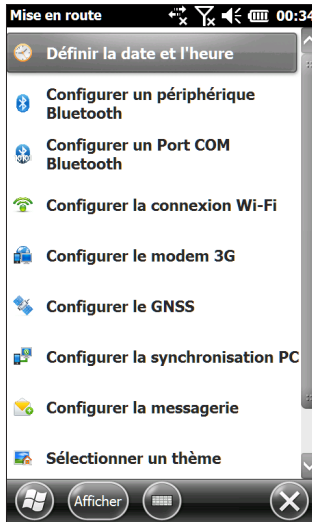 Mise en route 00:34
Définir la date et l'heure
Configurer un périphérique
Bluetooth
Configurer un Port COM
Bluetooth
Configurer la connexion Wi-Fi
Configurer le modem 3G
Configurer le GNSS
Configurer la synchronisation PC
Configurer la messagerie
Sélectionner un thème
Afficher